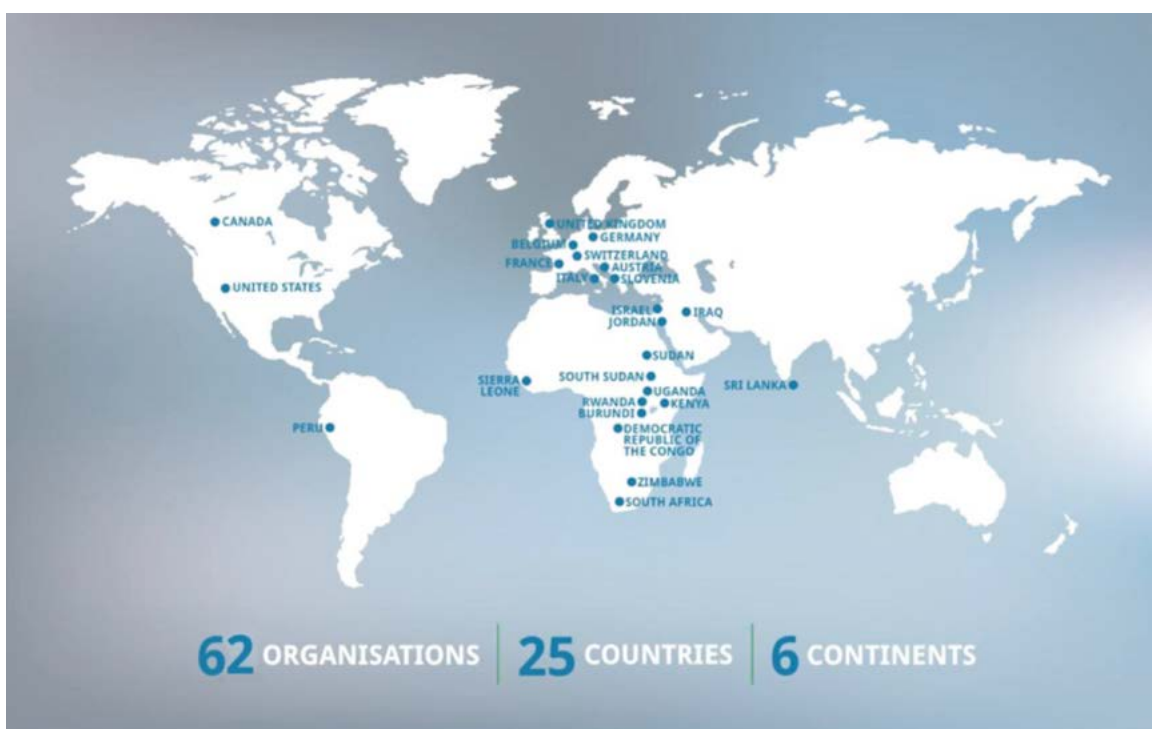 CANADA
UNITED KINGDOM
GERMANY
BELGIUM
SWITZERLAND
FRANCE
AUSTRIA
ITALY
SLOVENIA
UNITED STATES
ISRAEL
IRAQ
JORDAN
SUDAN
SOUTH SUDAN
SIERRA
LEONE
SRI LANKA
UGANDA
RWANDA
KENYA
BURUNDI
PERU
DEMOCRATIC
REPUBLIC OF
THE CONGO
ZIMBABWE
SOUTH AFRICA
62 ORGANISATIONS
25 COUNTRIES
6 CONTINENTS